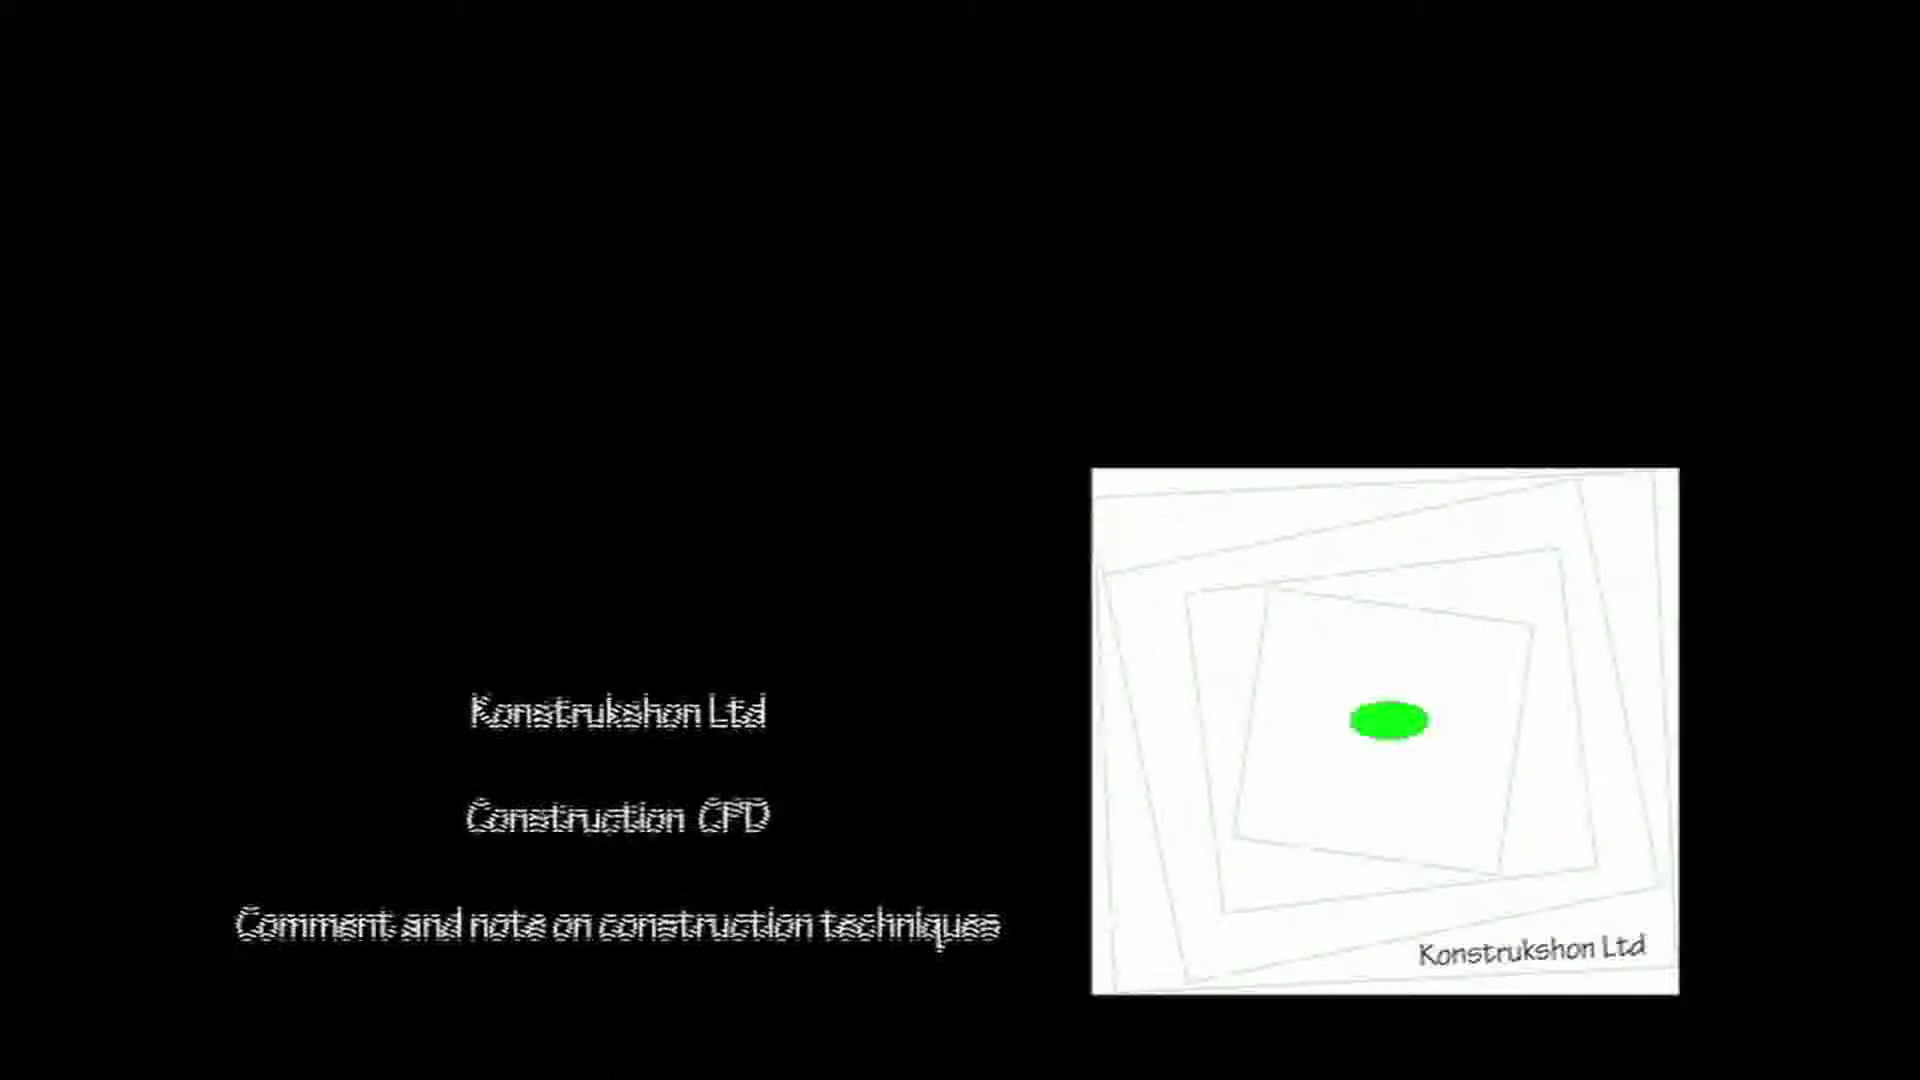 Konstrukshon Ltd
Construction CPD
Comment and note on construction techniques
Konstrukshon Ltd